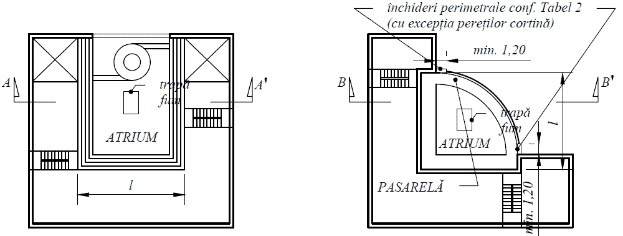 închideri perimetrale conf. Tabel 2
(cu excepția pereților cortină)
min. 1,20
A
A'
trapă
fum
ATRIUM
l
B
B'
trapă
fum
ATRIUM
l
PASARELĂ
min. 1,20